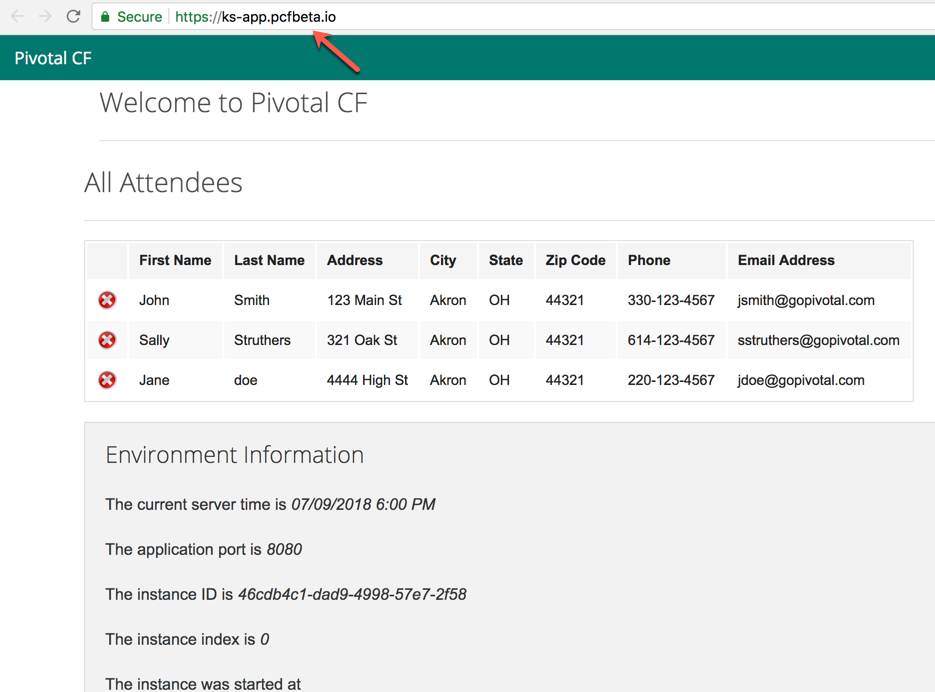 Secure https://ks-app.pcfbeta.io
Pivotal CF
Welcome to Pivotal CF
All Attendees
First Name Last Name Address City State Zip Code Phone Email Address
John Smith 123 Main St Akron OH 44321 330-123-4567 jsmith@gopivotal.com
Sally Struthers 321 Oak St Akron OH 44321 614-123-4567 sstruthers@gopivotal.com
Jane doe 4444 High St Akron OH 44321 220-123-4567 jdoe@gopivotal.com
Environment Information
The current server time is 07/09/2018 6:00 PM
The application port is 8080
The instance ID is 46cdb4c1-dad9-4998-57e7-2f58
The instance index is 0
The instance was started at